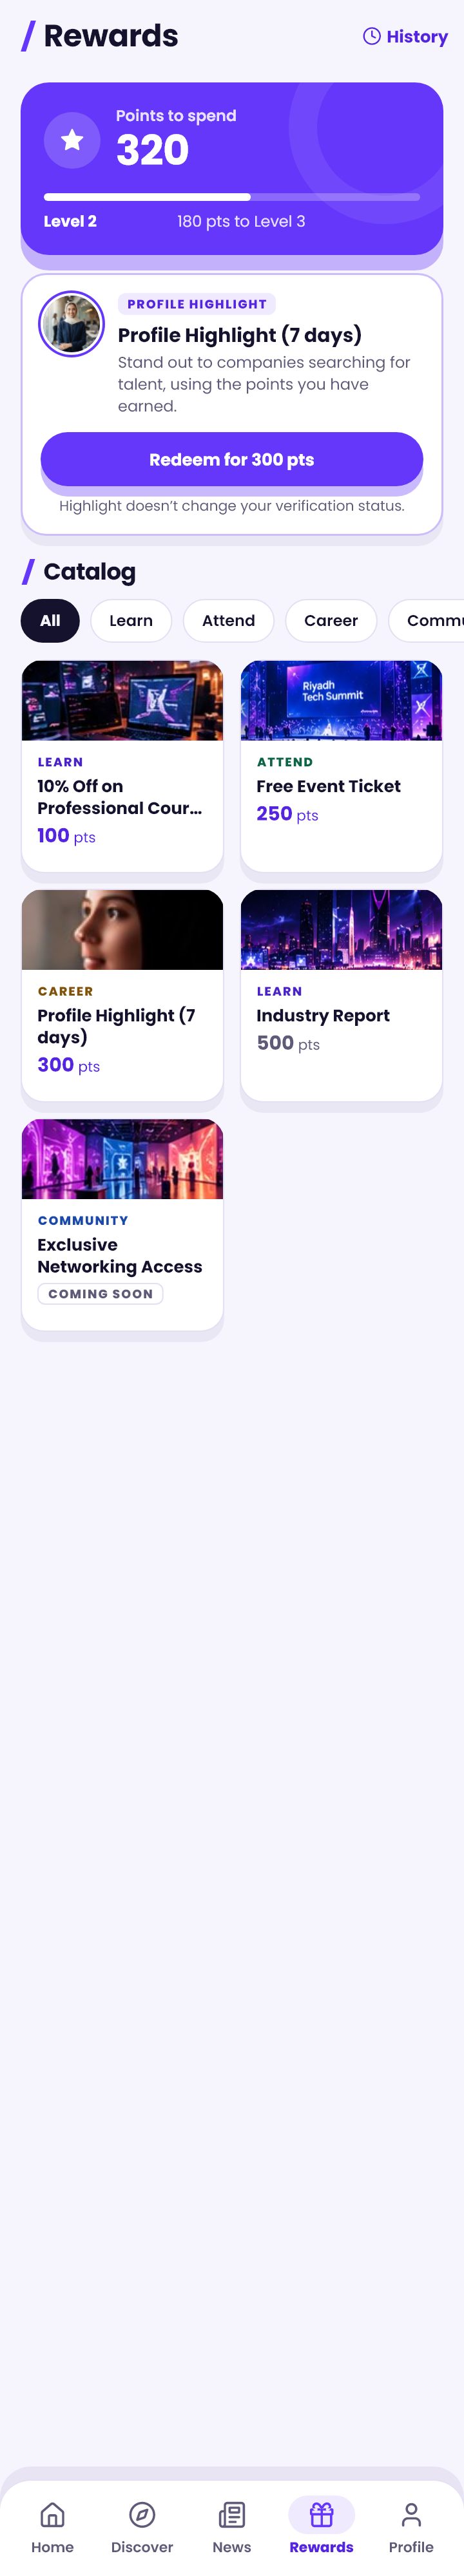 / Rewards
History
Points to spend
320
Level 2
180 pts to Level 3
PROFILE HIGHLIGHT
Profile Highlight (7 days)
Stand out to companies searching for
talent, using the points you have
earned.
Redeem for 300 pts
Highlight doesn’t change your verification status.
/ Catalog
All
Learn
Attend
Career
Commu
LEARN
10% Off on
Professional Cour...
100 pts
Riyadh
Tech Summit
ATTEND
Free Event Ticket
250 pts
CAREER
Profile Highlight (7
days)
300 pts
LEARN
Industry Report
500 pts
COMMUNITY
Exclusive
Networking Access
COMING SOON
Home
Discover
News
Rewards
Profile